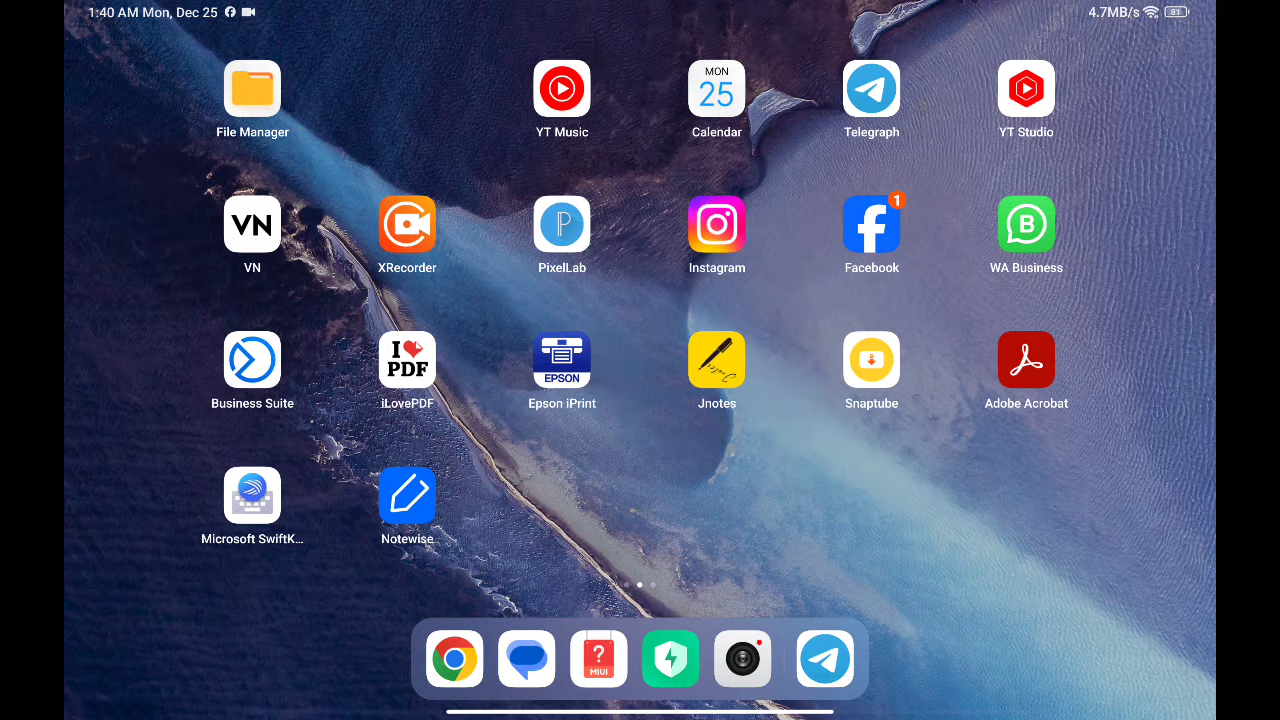 1:40 AM Mon, Dec 25
4.7MB/s
81
MON
25
File Manager
YT Music
Calendar
Telegraph
YT Studio
VN
P
1
B
VN
XRecorder
PixelLab
Instagram
Facebook
WA Business
I
PDF
EPSON
Jnotes
Business Suite
iLovePDF
Epson iPrint
Jnotes
Snaptube
Adobe Acrobat
Microsoft SwiftK...
Notewise
?
MIUI